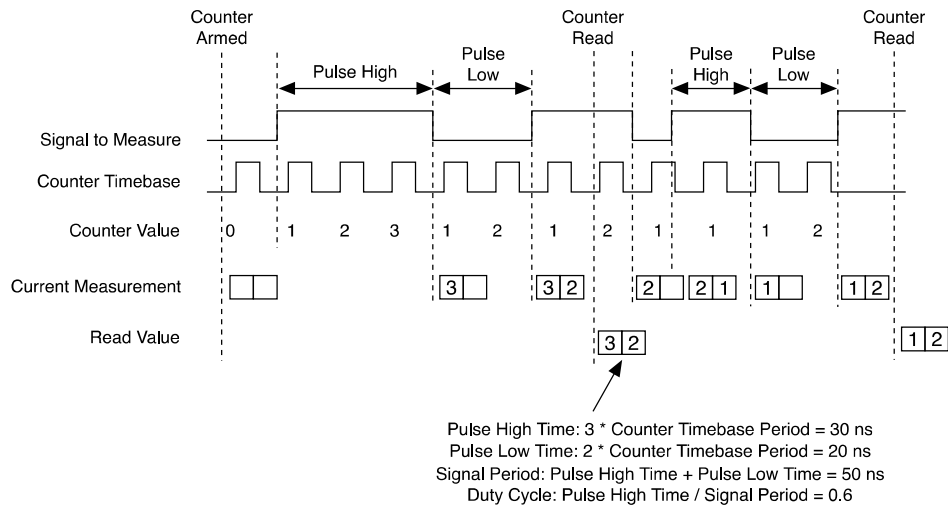 Counter Armed
Counter Read
Counter Read
Pulse High
Pulse Low
Pulse High
Pulse Low
Signal to Measure
Counter Timebase
Counter Value 0 1 2 3 1 2 1 2 1 1 1 2
Current Measurement 3 3 2 2 2 1 1 1 2
Read Value 3 2 1 2
Pulse High Time: 3 * Counter Timebase Period = 30 ns
Pulse Low Time: 2 * Counter Timebase Period = 20 ns
Signal Period: Pulse High Time + Pulse Low Time = 50 ns
Duty Cycle: Pulse High Time / Signal Period = 0.6